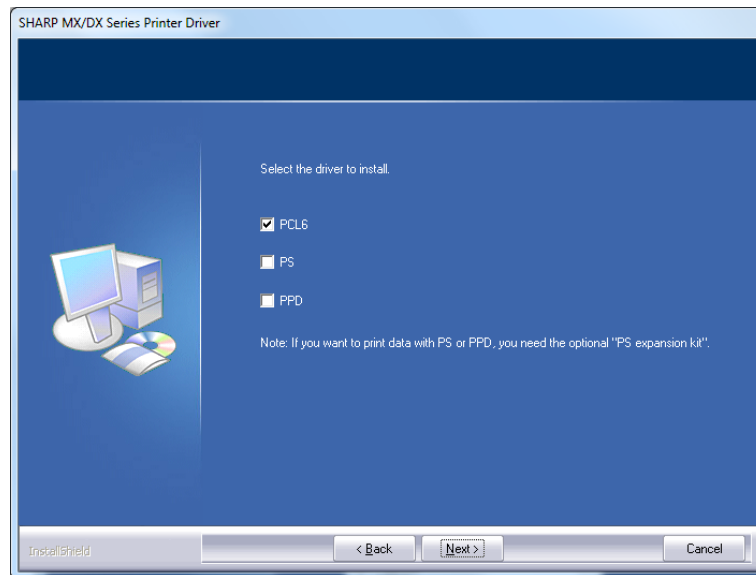 SHARP MX/DX Series Printer Driver
Select the driver to install.
PCL6
PS
PPD
Note: If you want to print data with PS or PPD, you need the optional "PS expansion kit".
InstallShield
< Back
Next >
Cancel